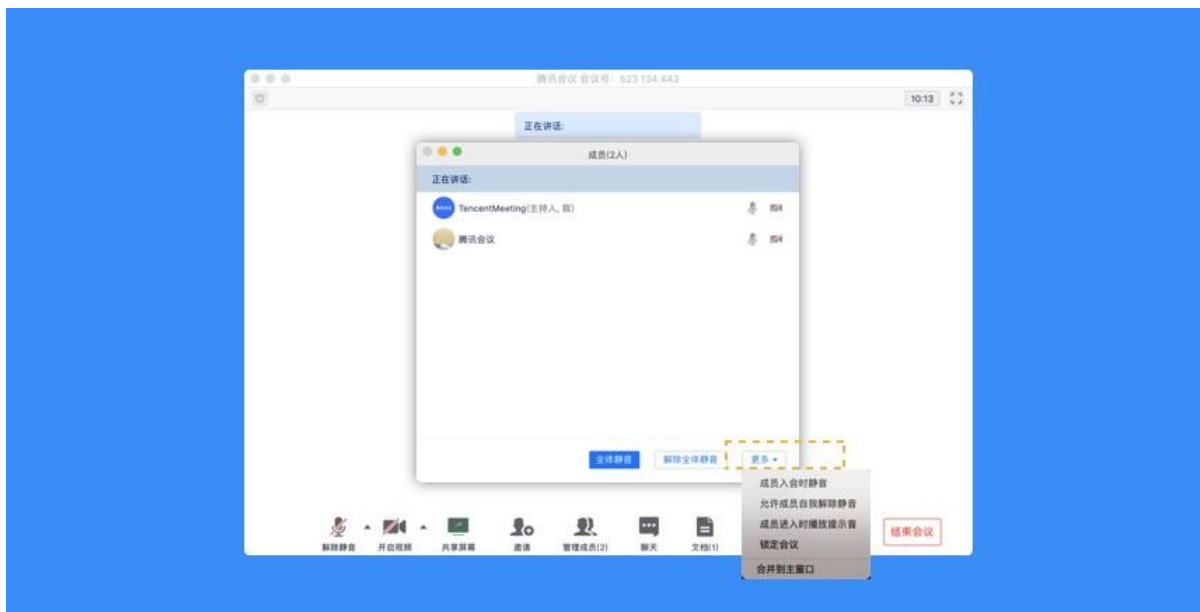 腾讯会议 会议号: 523 134 443
10:13
正在讲话:
成员(2人)
正在讲话:
TencentMeeting(主持人, 我)
腾讯会议
全体静音
解除全体静音
更多
成员入会时静音
允许成员自我解除静音
成员进入时播放提示音
锁定会议
合并到主窗口
解除静音
开启视频
共享屏幕
邀请
管理成员(2)
聊天
文档(1)
结束会议